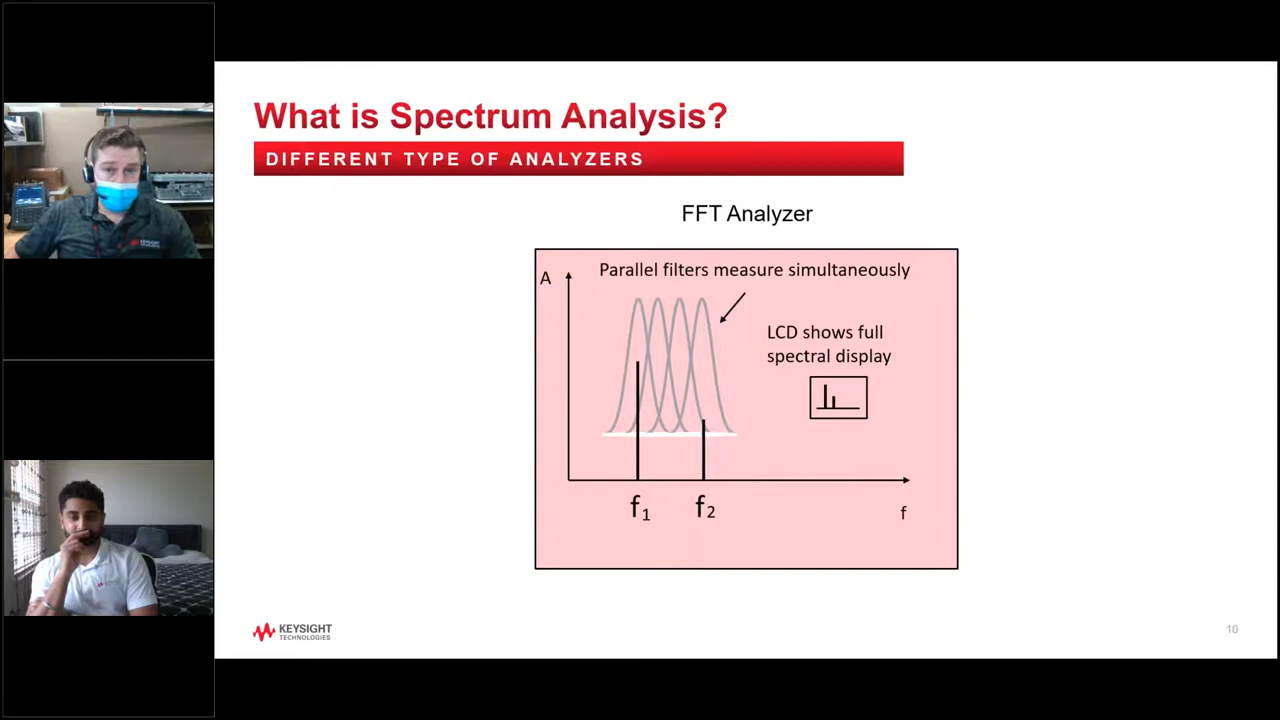 What is Spectrum Analysis?
DIFFERENT TYPE OF ANALYZERS
FFT Analyzer
A
Parallel filters measure simultaneously
LCD shows full
spectral display
f1
f2
f
KEYSIGHT
TECHNOLOGIES
10
KEYSIGHT